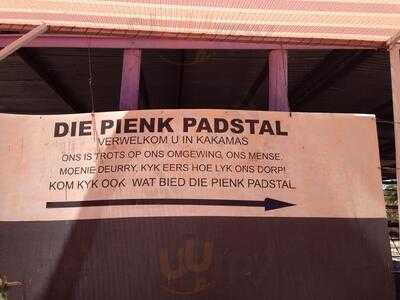 DIE PIENK PADSTAL
VERWELKOM U IN KAKAMAS
ONS IS TROTS OP ONS OMGEWING, ONS MENSE.
MOENIE DEURRY, KYK EERS HOE LYK ONS DORP!
KOM KYK OOK WAT BIED DIE PIENK PADSTAL